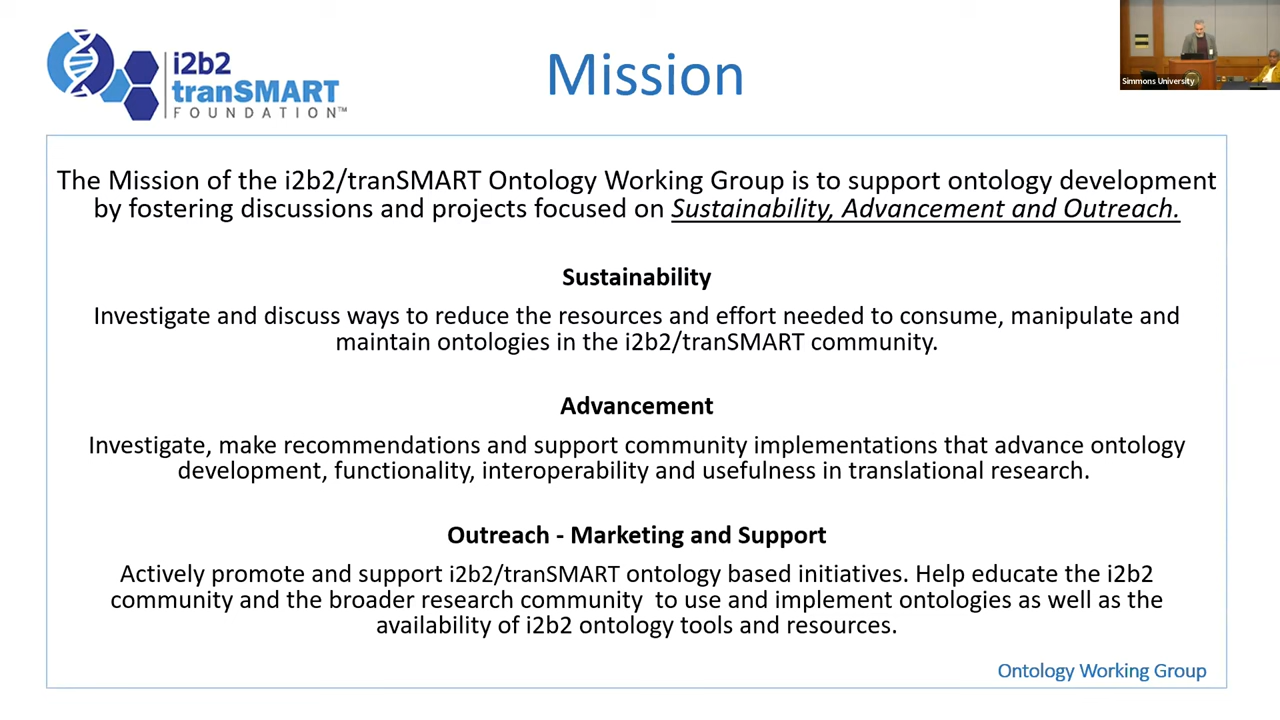 i2b2
tranSMART
FOUNDATION™
Mission
Simmons University
The Mission of the i2b2/tranSMART Ontology Working Group is to support ontology development
by fostering discussions and projects focused on Sustainability, Advancement and Outreach.
Sustainability
Investigate and discuss ways to reduce the resources and effort needed to consume, manipulate and
maintain ontologies in the i2b2/tranSMART community.
Advancement
Investigate, make recommendations and support community implementations that advance ontology
development, functionality, interoperability and usefulness in translational research.
Outreach - Marketing and Support
Actively promote and support i2b2/tranSMART ontology based initiatives. Help educate the i2b2
community and the broader research community  to use and implement ontologies as well as the
availability of i2b2 ontology tools and resources.
Ontology Working Group